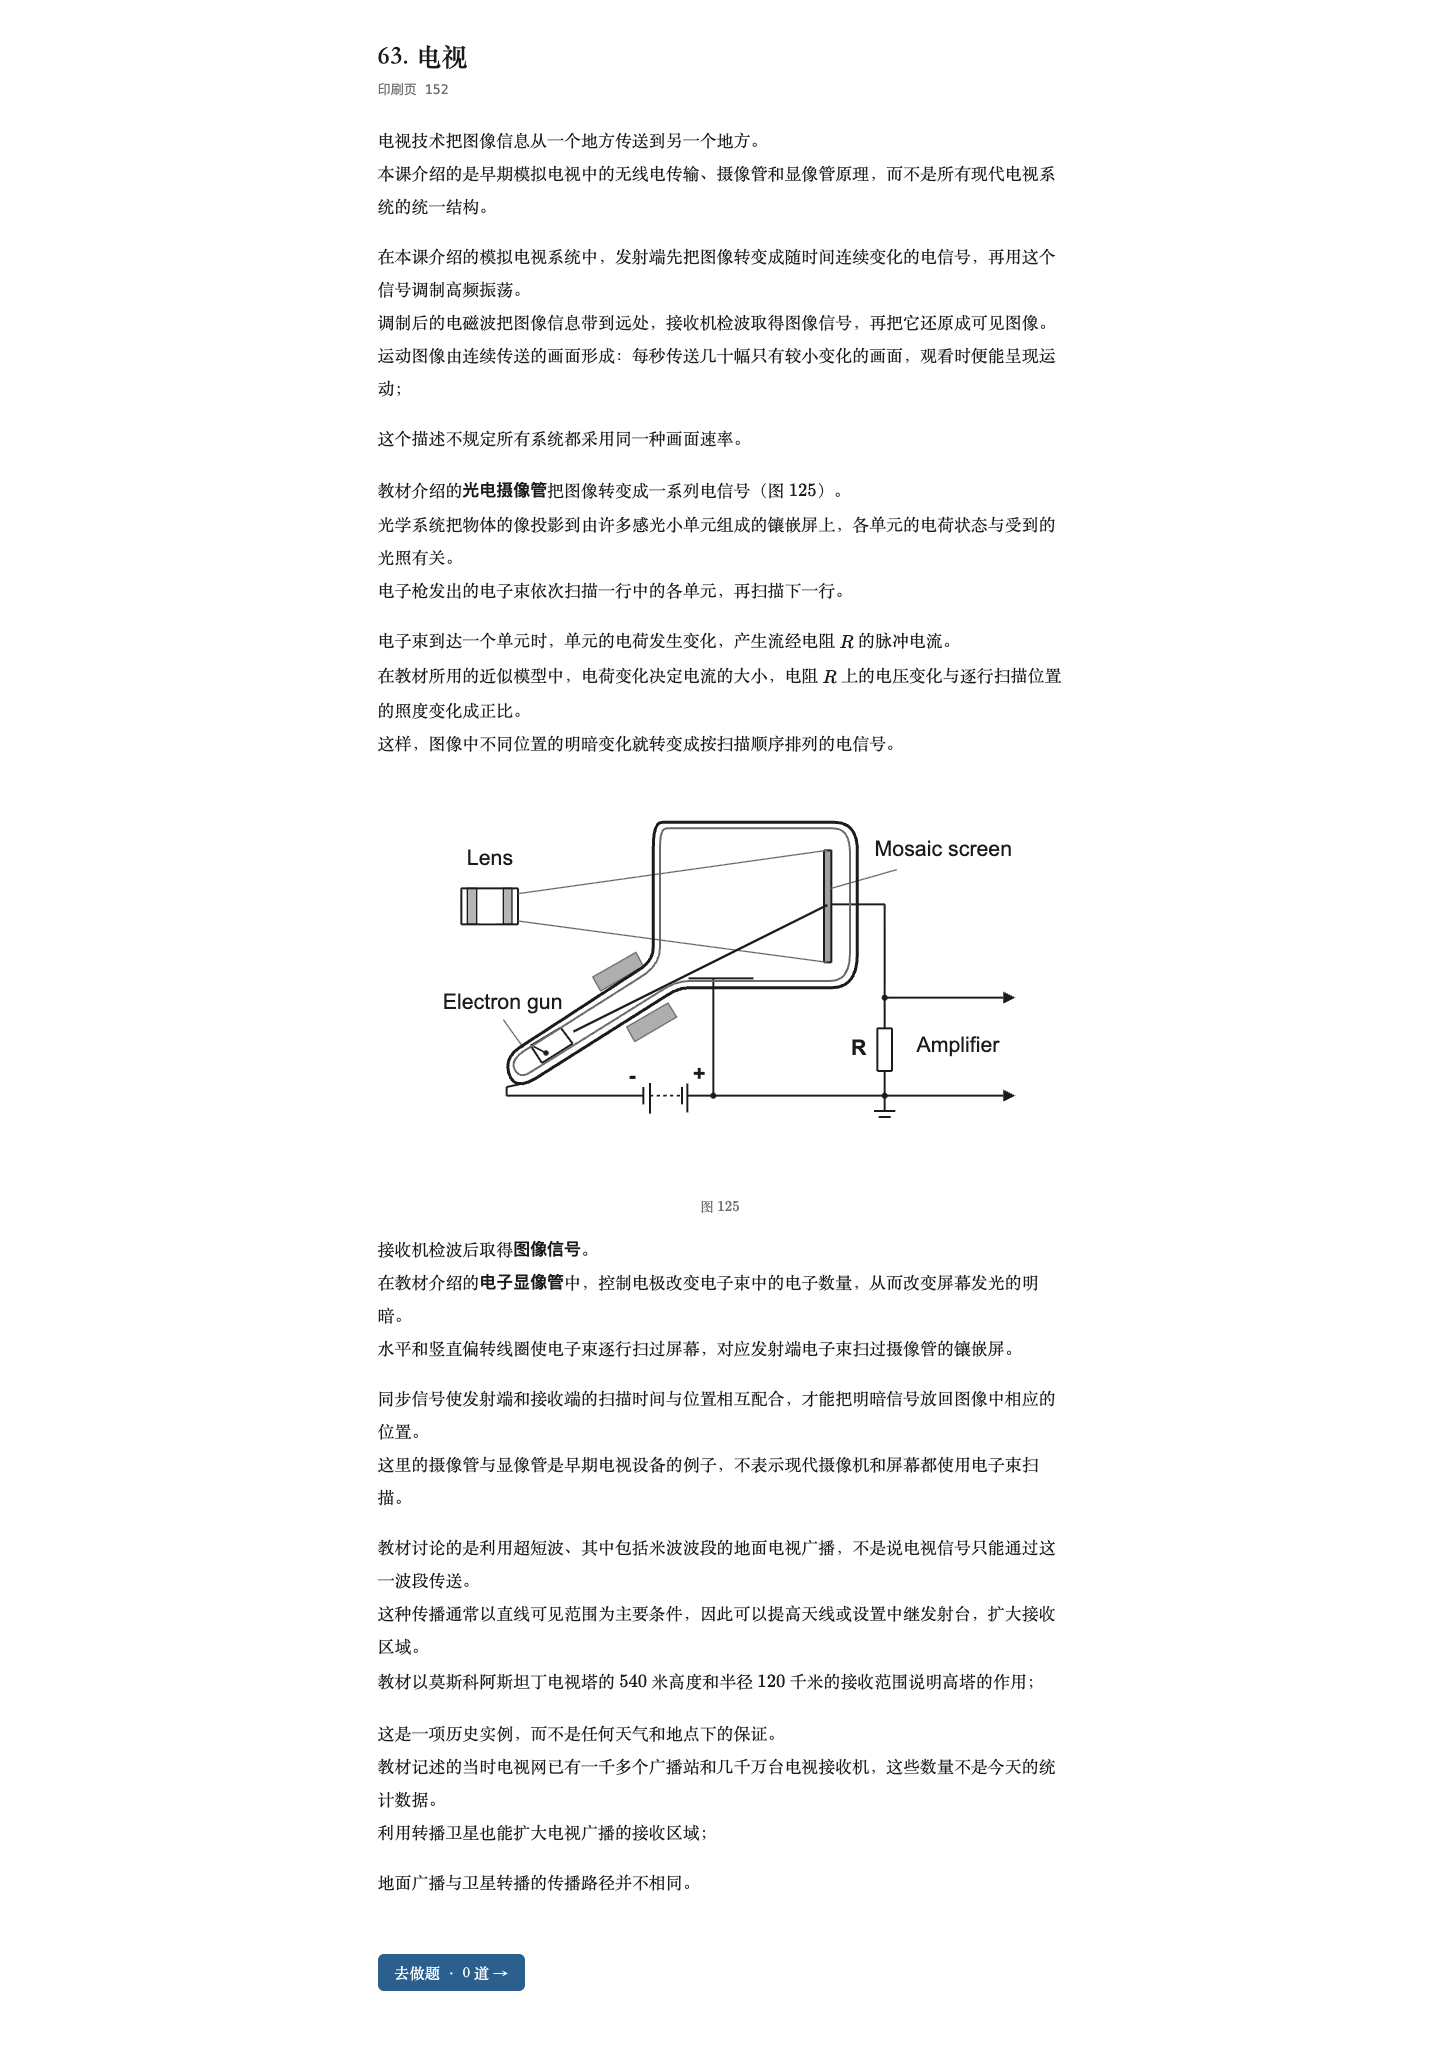 63. 电视
印刷页 152
电视技术把图像信息从一个地方传送到另一个地方。
本课介绍的是早期模拟电视中的无线电传输、摄像管和显像管原理，而不是所有现代电视系
统的统一结构。
在本课介绍的模拟电视系统中，发射端先把图像转变成随时间连续变化的电信号，再用这个
信号调制高频振荡。
调制后的电磁波把图像信息带到远处，接收机检波取得图像信号，再把它还原成可见图像。
运动图像由连续传送的画面形成：每秒传送几十幅只有较小变化的画面，观看时便能呈现运
动；
这个描述不规定所有系统都采用同一种画面速率。
教材介绍的光电摄像管把图像转变成一系列电信号（图 125）。
光学系统把物体的像投影到由许多感光小单元组成的镶嵌屏上，各单元的电荷状态与受到的
光照有关。
电子枪发出的电子束依次扫描一行中的各单元，再扫描下一行。
电子束到达一个单元时，单元的电荷发生变化，产生流经电阻 R 的脉冲电流。
在教材所用的近似模型中，电荷变化决定电流的大小，电阻 R 上的电压变化与逐行扫描位置
的照度变化成正比。
这样，图像中不同位置的明暗变化就转变成按扫描顺序排列的电信号。
Lens
Mosaic screen
Electron gun
R
Amplifier
-
+
图 125
接收机检波后取得图像信号。
在教材介绍的电子显像管中，控制电极改变电子束中的电子数量，从而改变屏幕发光的明
暗。
水平和竖直偏转线圈使电子束逐行扫过屏幕，对应发射端电子束扫过摄像管的镶嵌屏。
同步信号使发射端和接收端的扫描时间与位置相互配合，才能把明暗信号放回图像中相应的
位置。
这里的摄像管与显像管是早期电视设备的例子，不表示现代摄像机和屏幕都使用电子束扫
描。
教材讨论的是利用超短波、其中包括米波波段的地面电视广播，不是说电视信号只能通过这
一波段传送。
这种传播通常以直线可见范围为主要条件，因此可以提高天线或设置中继发射台，扩大接收
区域。
教材以莫斯科阿斯坦丁电视塔的 540 米高度和半径 120 千米的接收范围说明高塔的作用；
这是一项历史实例，而不是任何天气和地点下的保证。
教材记述的当时电视网已有一千多个广播站和几千万台电视接收机，这些数量不是今天的统
计数据。
利用转播卫星也能扩大电视广播的接收区域；
地面广播与卫星转播的传播路径并不相同。
去做题 · 0 道 →